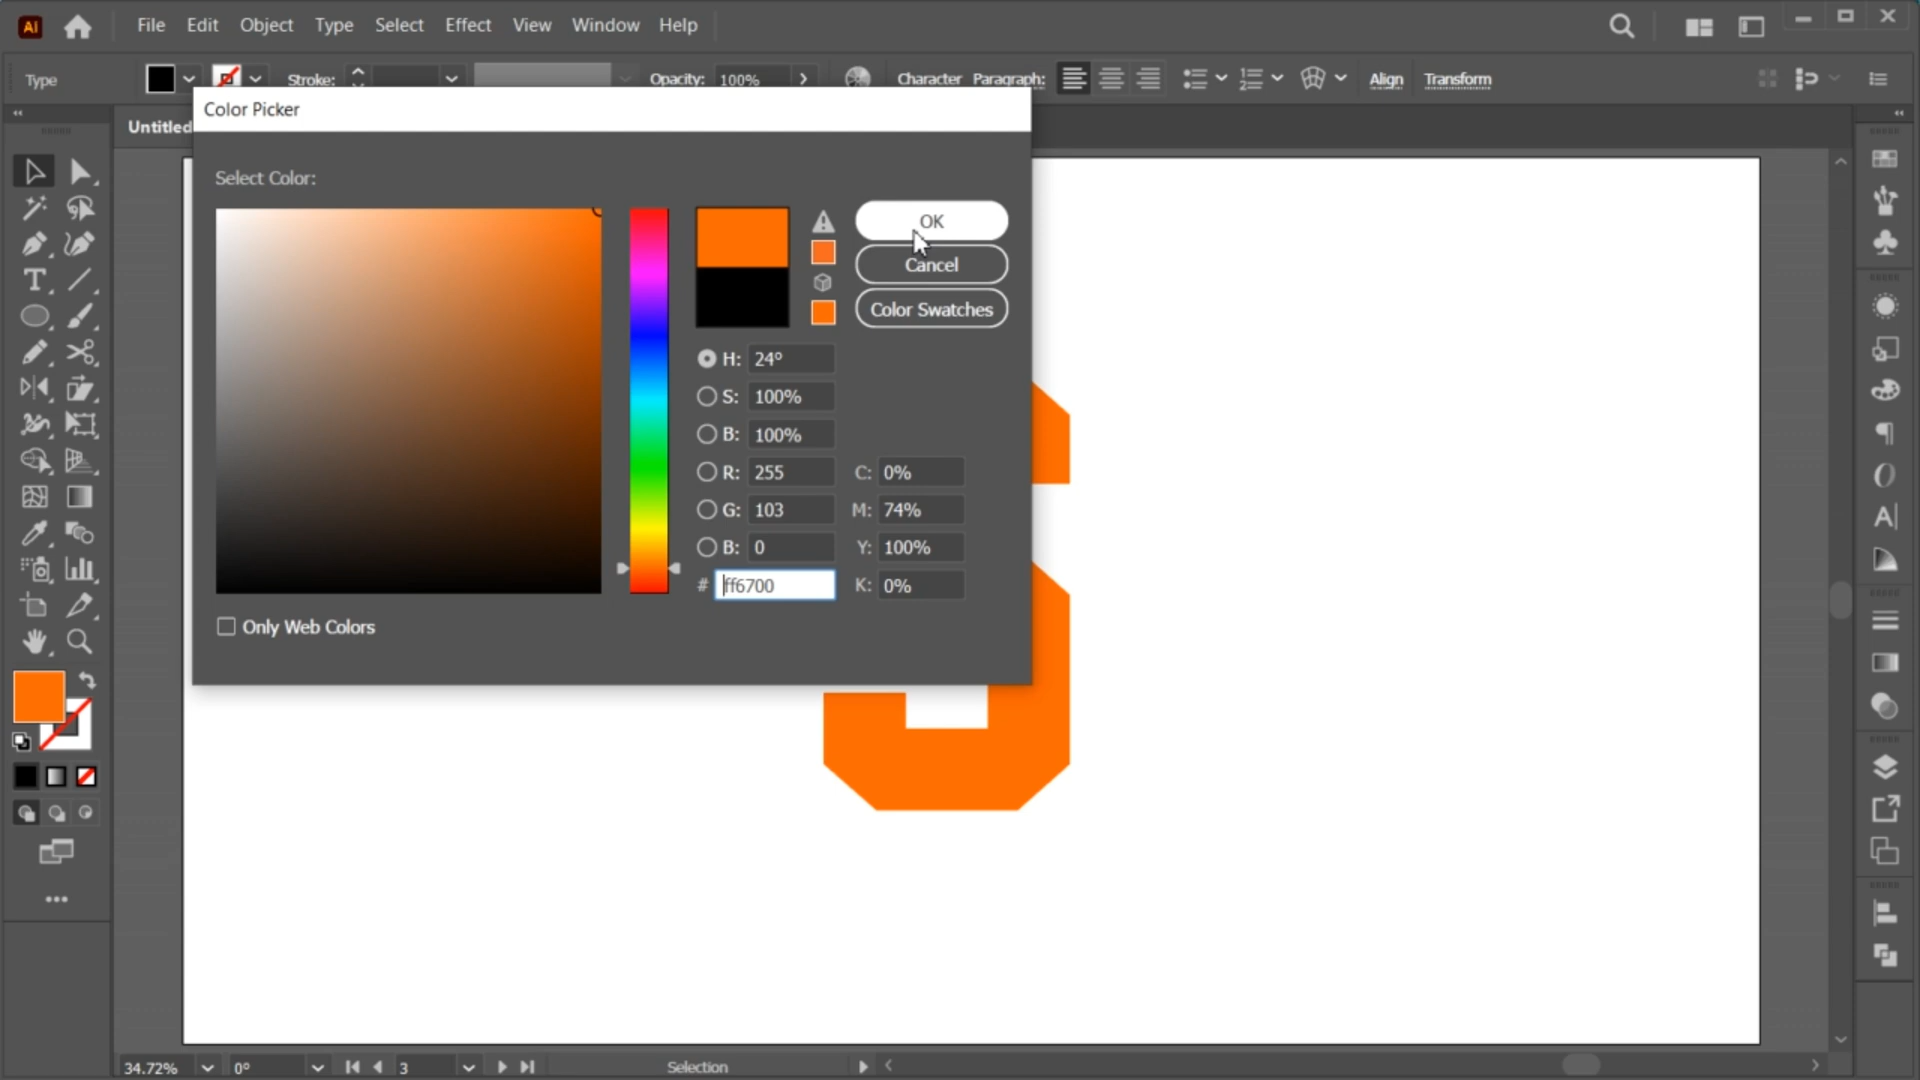 Ai File Edit Object Type Select Effect View Window Help
Type Stroke: Opacity: 100% Character Paragraph: Align Transform
Untitled
Color Picker
Select Color:
OK
Cancel
Color Swatches
H: 24°
S: 100%
B: 100%
R: 255 C: 0%
G: 103 M: 74%
B: 0 Y: 100%
# ff6700 K: 0%
Only Web Colors
34.72% 0° 3 Selection